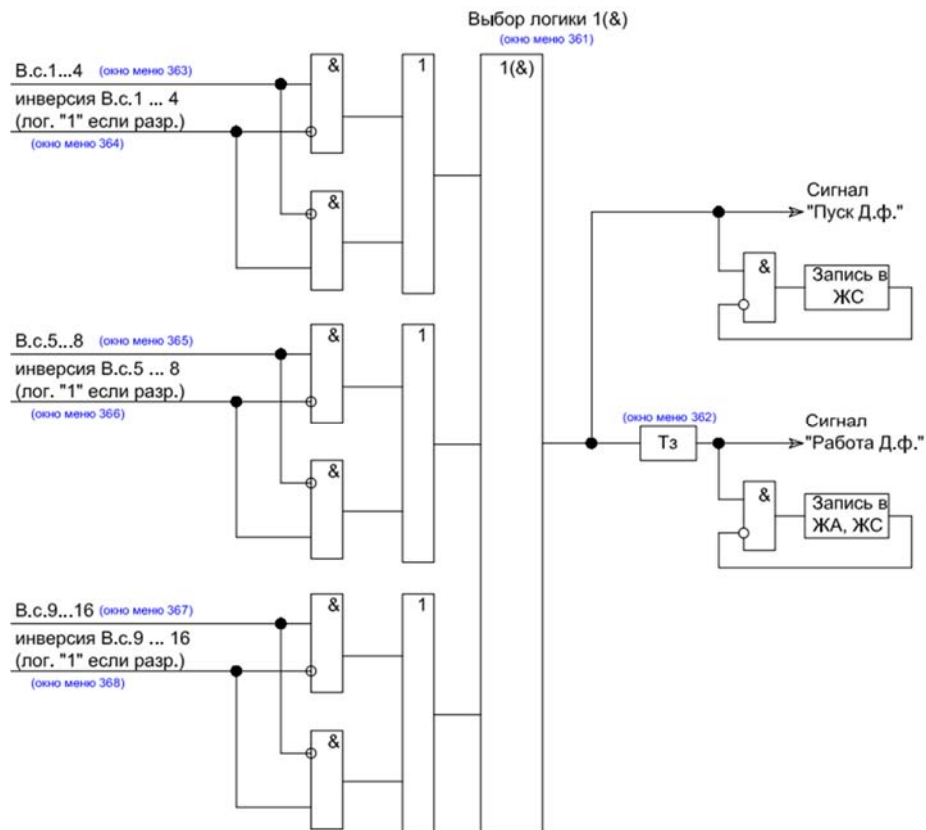 Выбор логики 1(&)
(окно меню 361)
В.с.1...4 (окно меню 363)
инверсия В.с.1 ... 4
(лог. "1" если разр.)
(окно меню 364)
&
1
1(&)
&
Сигнал
"Пуск Д.ф."
&
Запись в
ЖС
В.с.5...8 (окно меню 365)
инверсия В.с.5 ... 8
(лог. "1" если разр.)
(окно меню 366)
&
1
&
(окно меню 362)
Тз
Сигнал
"Работа Д.ф."
&
Запись в
ЖА, ЖС
В.с.9...16 (окно меню 367)
инверсия В.с.9 ... 16
(лог. "1" если разр.)
(окно меню 368)
&
1
&